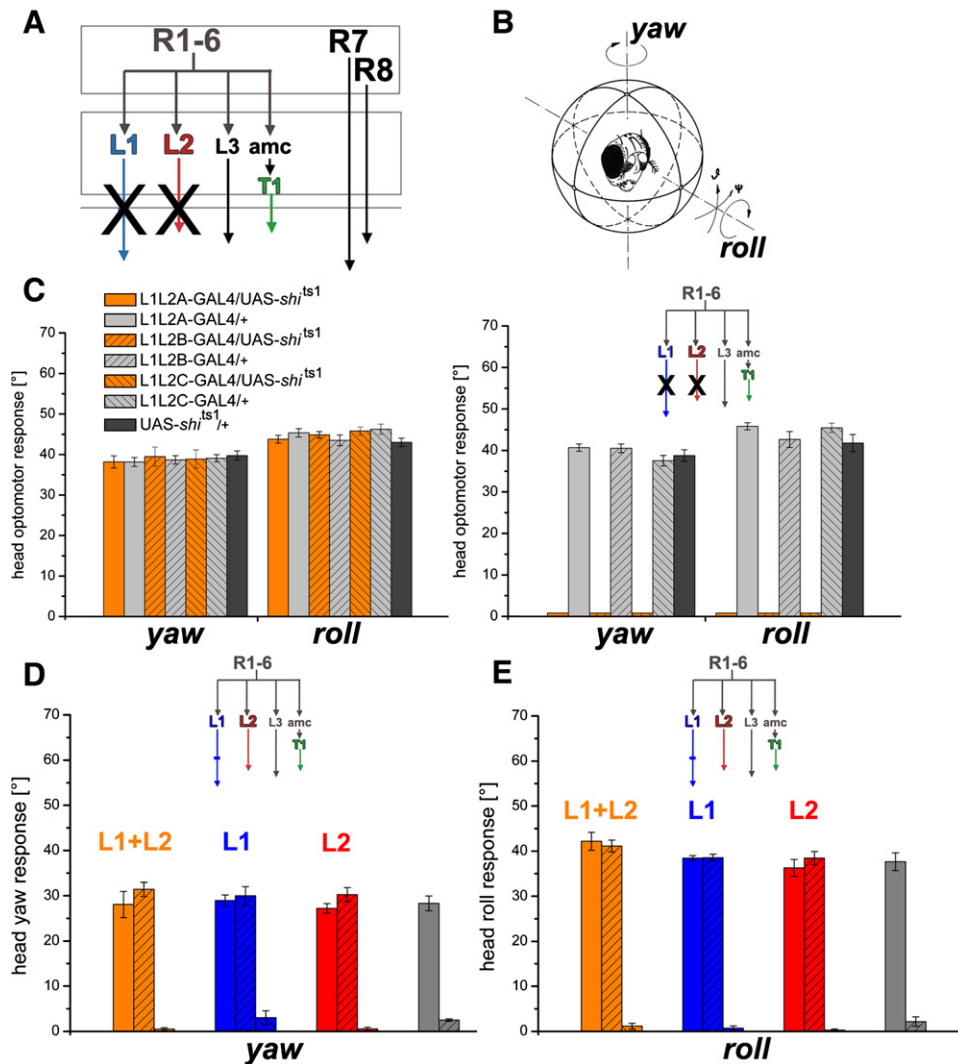 A
R1-6
R7
R8
L1
L2
L3
amc
T1
B
yaw
ϑ
ψ
roll
C
L1L2A-GAL4/UAS-shi^ts1
L1L2A-GAL4/+
L1L2B-GAL4/UAS-shi^ts1
L1L2B-GAL4/+
L1L2C-GAL4/UAS-shi^ts1
L1L2C-GAL4/+
UAS-shi^ts1/+
head optomotor response [°]
70
60
50
40
30
20
10
0
yaw
roll
R1-6
L1
L2
L3
amc
T1
X
X
head optomotor response [°]
70
60
50
40
30
20
10
0
yaw
roll
D
R1-6
L1
L2
L3
amc
T1
head yaw response [°]
70
60
50
40
30
20
10
0
L1+L2
L1
L2
yaw
E
R1-6
L1
L2
L3
amc
T1
head roll response [°]
70
60
50
40
30
20
10
0
L1+L2
L1
L2
roll